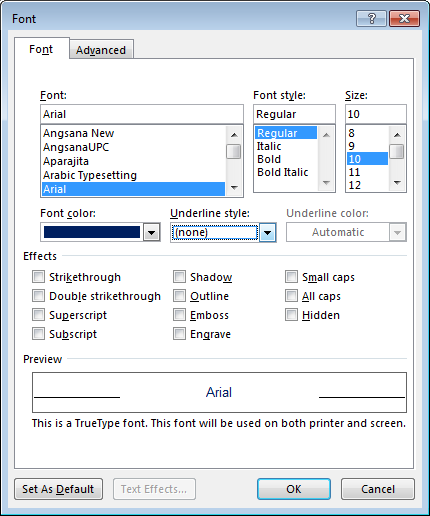 Font
?
Font
Advanced
Font:
Font style:
Size:
Arial
Regular
10
Angsana New
AngsanaUPC
Aparajita
Arabic Typesetting
Arial
Regular
Italic
Bold
Bold Italic
8
9
10
11
12
Font color:
Underline style:
Underline color:
(none)
Automatic
Effects
Strikethrough
Shadow
Small caps
Double strikethrough
Outline
All caps
Superscript
Emboss
Hidden
Subscript
Engrave
Preview
Arial
This is a TrueType font. This font will be used on both printer and screen.
Set As Default
Text Effects...
OK
Cancel